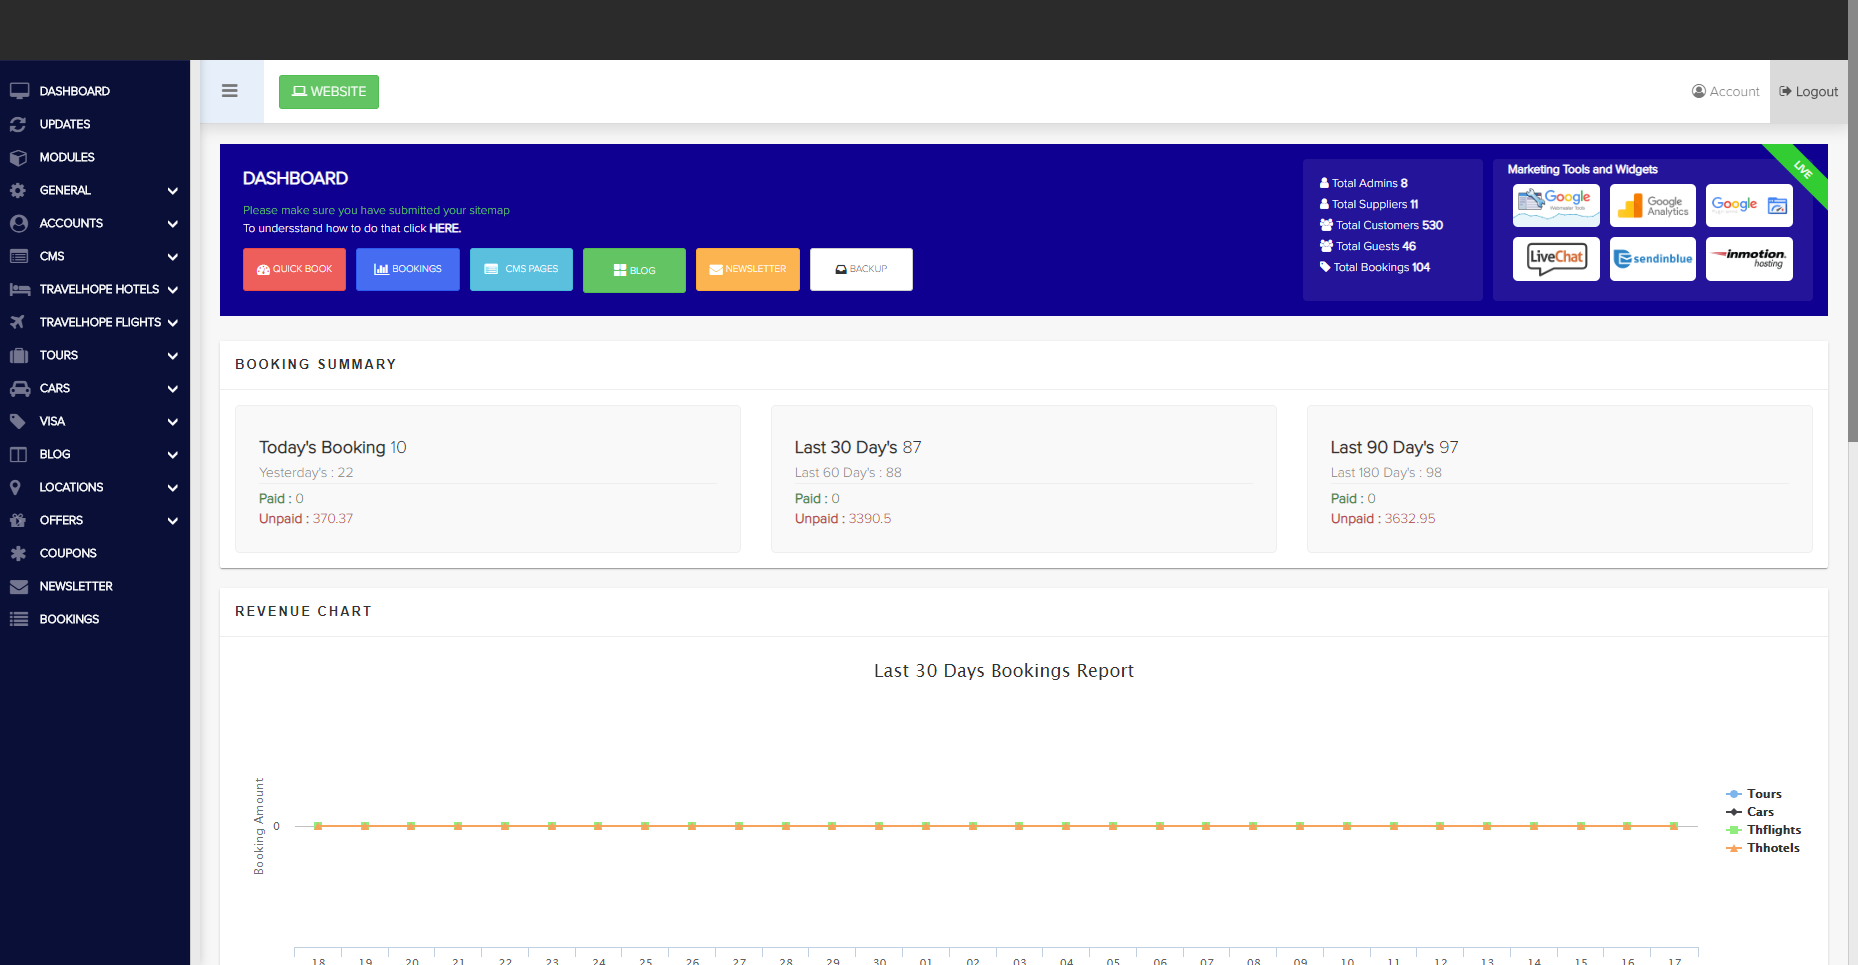 WEBSITE
Account
Logout
DASHBOARD
UPDATES
MODULES
GENERAL
ACCOUNTS
CMS
TRAVELHOPE HOTELS
TRAVELHOPE FLIGHTS
TOURS
CARS
VISA
BLOG
LOCATIONS
OFFERS
COUPONS
NEWSLETTER
BOOKINGS
DASHBOARD
Please make sure you have submitted your sitemap
To undersstand how to do that click HERE.
QUICK BOOK
BOOKINGS
CMS PAGES
BLOG
NEWSLETTER
BACKUP
Total Admins 8
Total Suppliers 11
Total Customers 530
Total Guests 46
Total Bookings 104
Marketing Tools and Widgets
LIVE
Google
Webmaster Tools
Google
Analytics
Google
LiveChat
sendinblue
inmotion
hosting
BOOKING SUMMARY
Today's Booking 10
Yesterday's : 22
Paid : 0
Unpaid : 370.37
Last 30 Day's 87
Last 60 Day's : 88
Paid : 0
Unpaid : 3390.5
Last 90 Day's 97
Last 180 Day's : 98
Paid : 0
Unpaid : 3632.95
REVENUE CHART
Last 30 Days Bookings Report
Booking Amount
0
Tours
Cars
Thflights
Thhotels
18 19 20 21 22 23 24 25 26 27 28 29 30 01 02 03 04 05 06 07 08 09 10 11 12 13 14 15 16 17